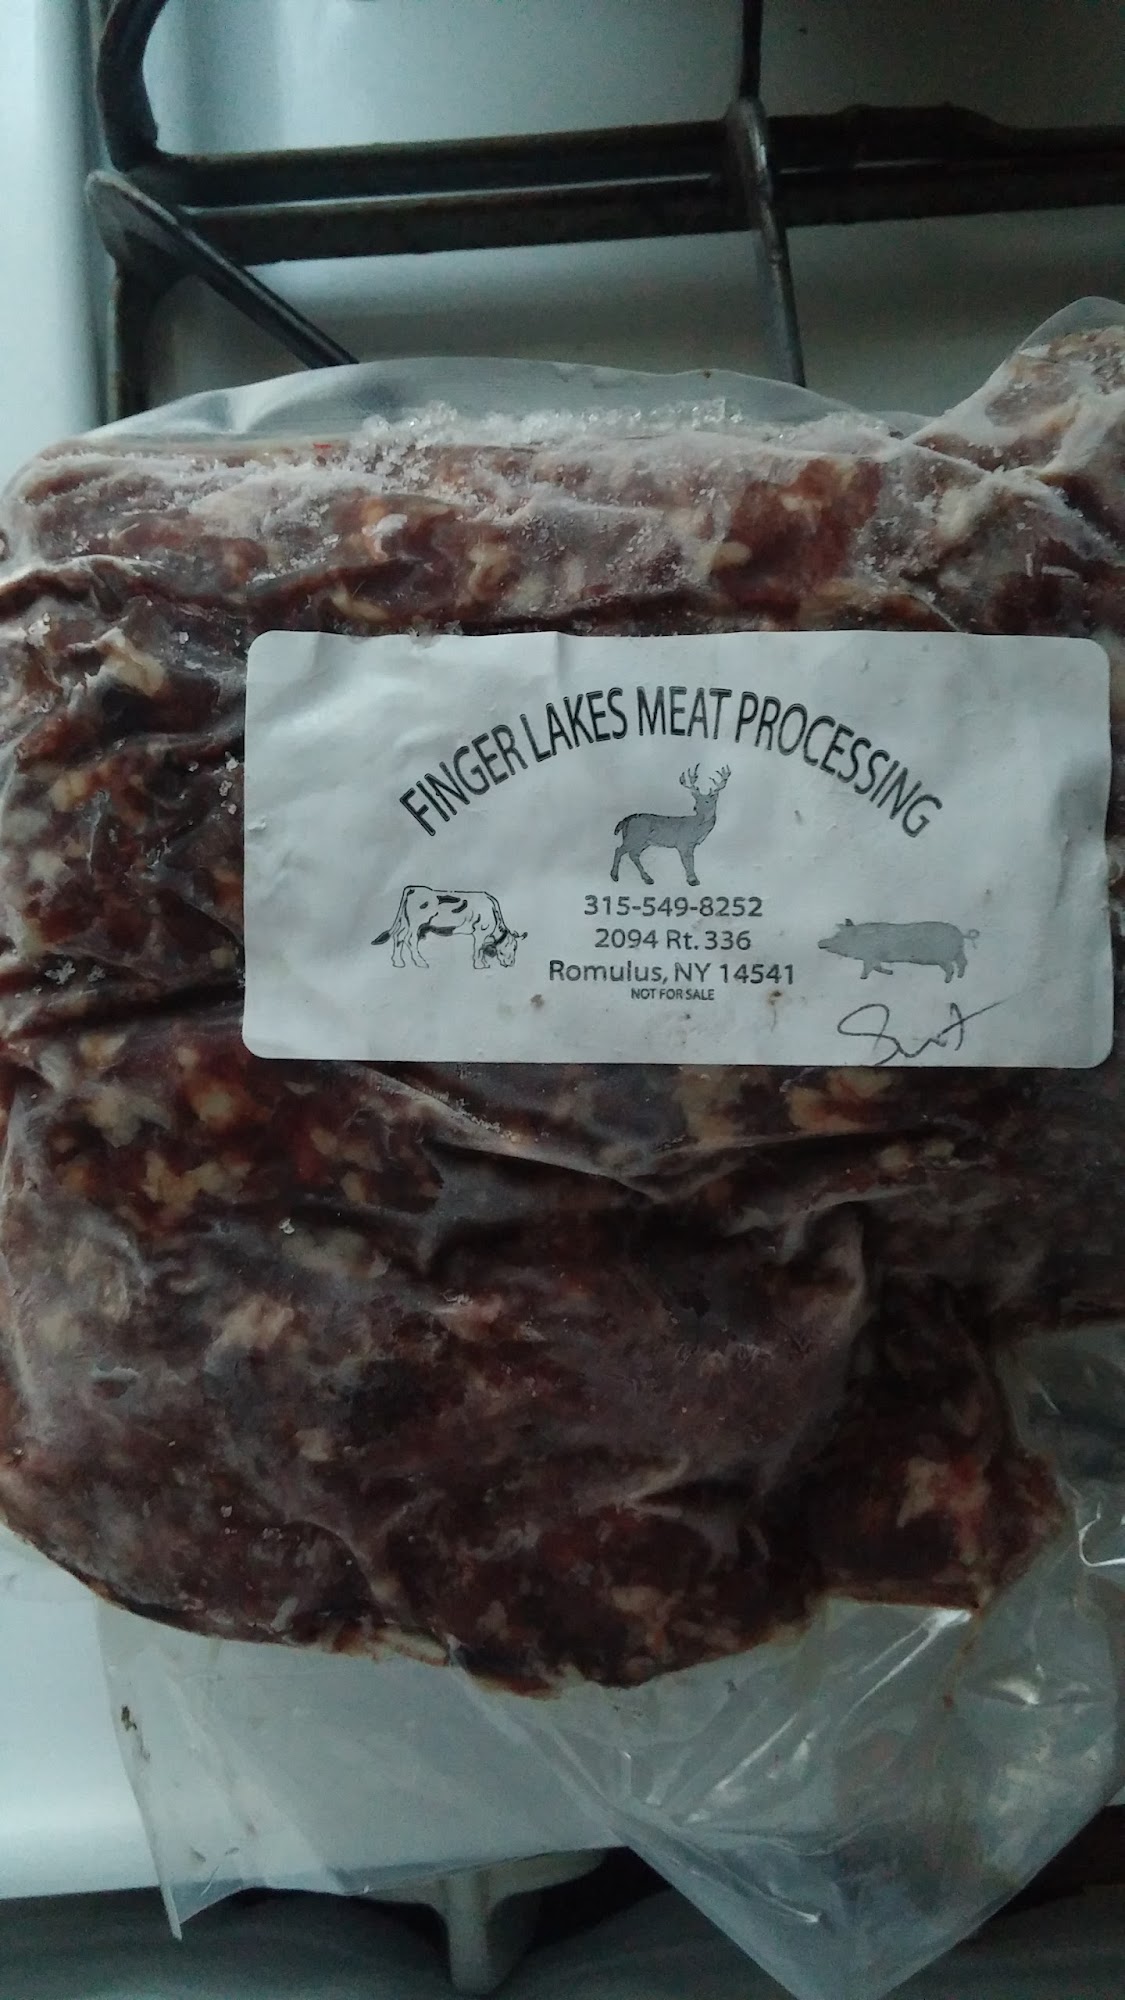 FINGER LAKES MEAT PROCESSING
315-549-8252
2094 Rt. 336
Romulus, NY 14541
NOT FOR SALE